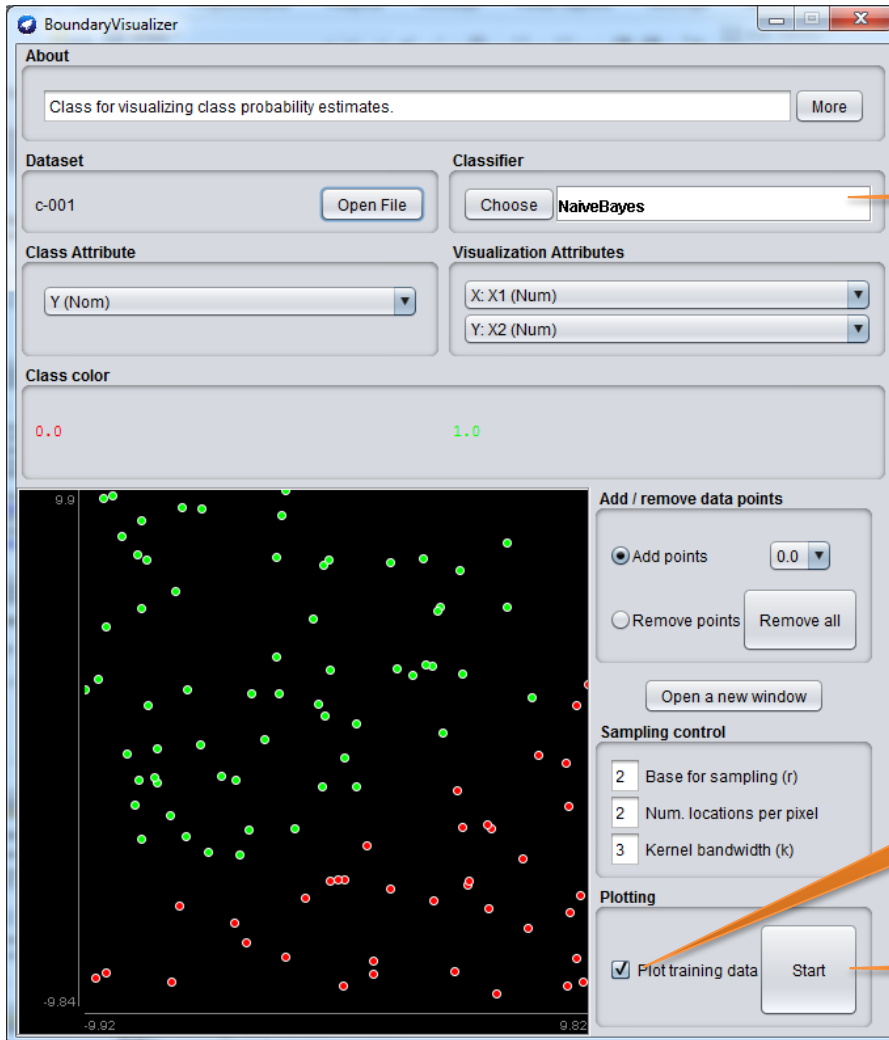 BoundaryVisualizer
About
Class for visualizing class probability estimates.
More
Dataset
c-001
Open File
Classifier
Choose
NaiveBayes
Class Attribute
Y (Nom)
Visualization Attributes
X: X1 (Num)
Y: X2 (Num)
Class color
0.0
1.0
9.9
-9.84
-9.92
9.82
Add / remove data points
Add points
0.0
Remove points
Remove all
Open a new window
Sampling control
2
Base for sampling (r)
2
Num. locations per pixel
3
Kernel bandwidth (k)
Plotting
Plot training data
Start